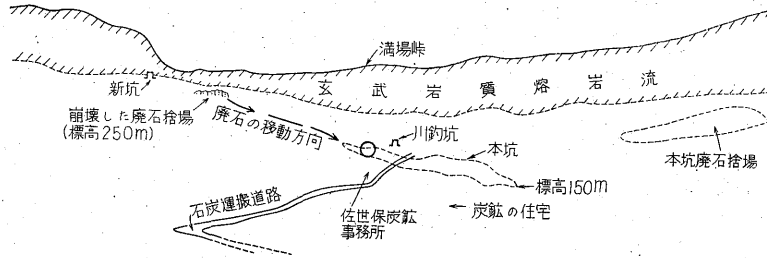 満場峠
玄武岩質熔岩流
新坑
崩壊した廃石捨場
(標高250m)
廃石の移動方向
川釣坑
本坑
本坑廃石捨場
標高150m
石炭運搬道路
佐世保炭鉱
事務所
炭鉱の住宅